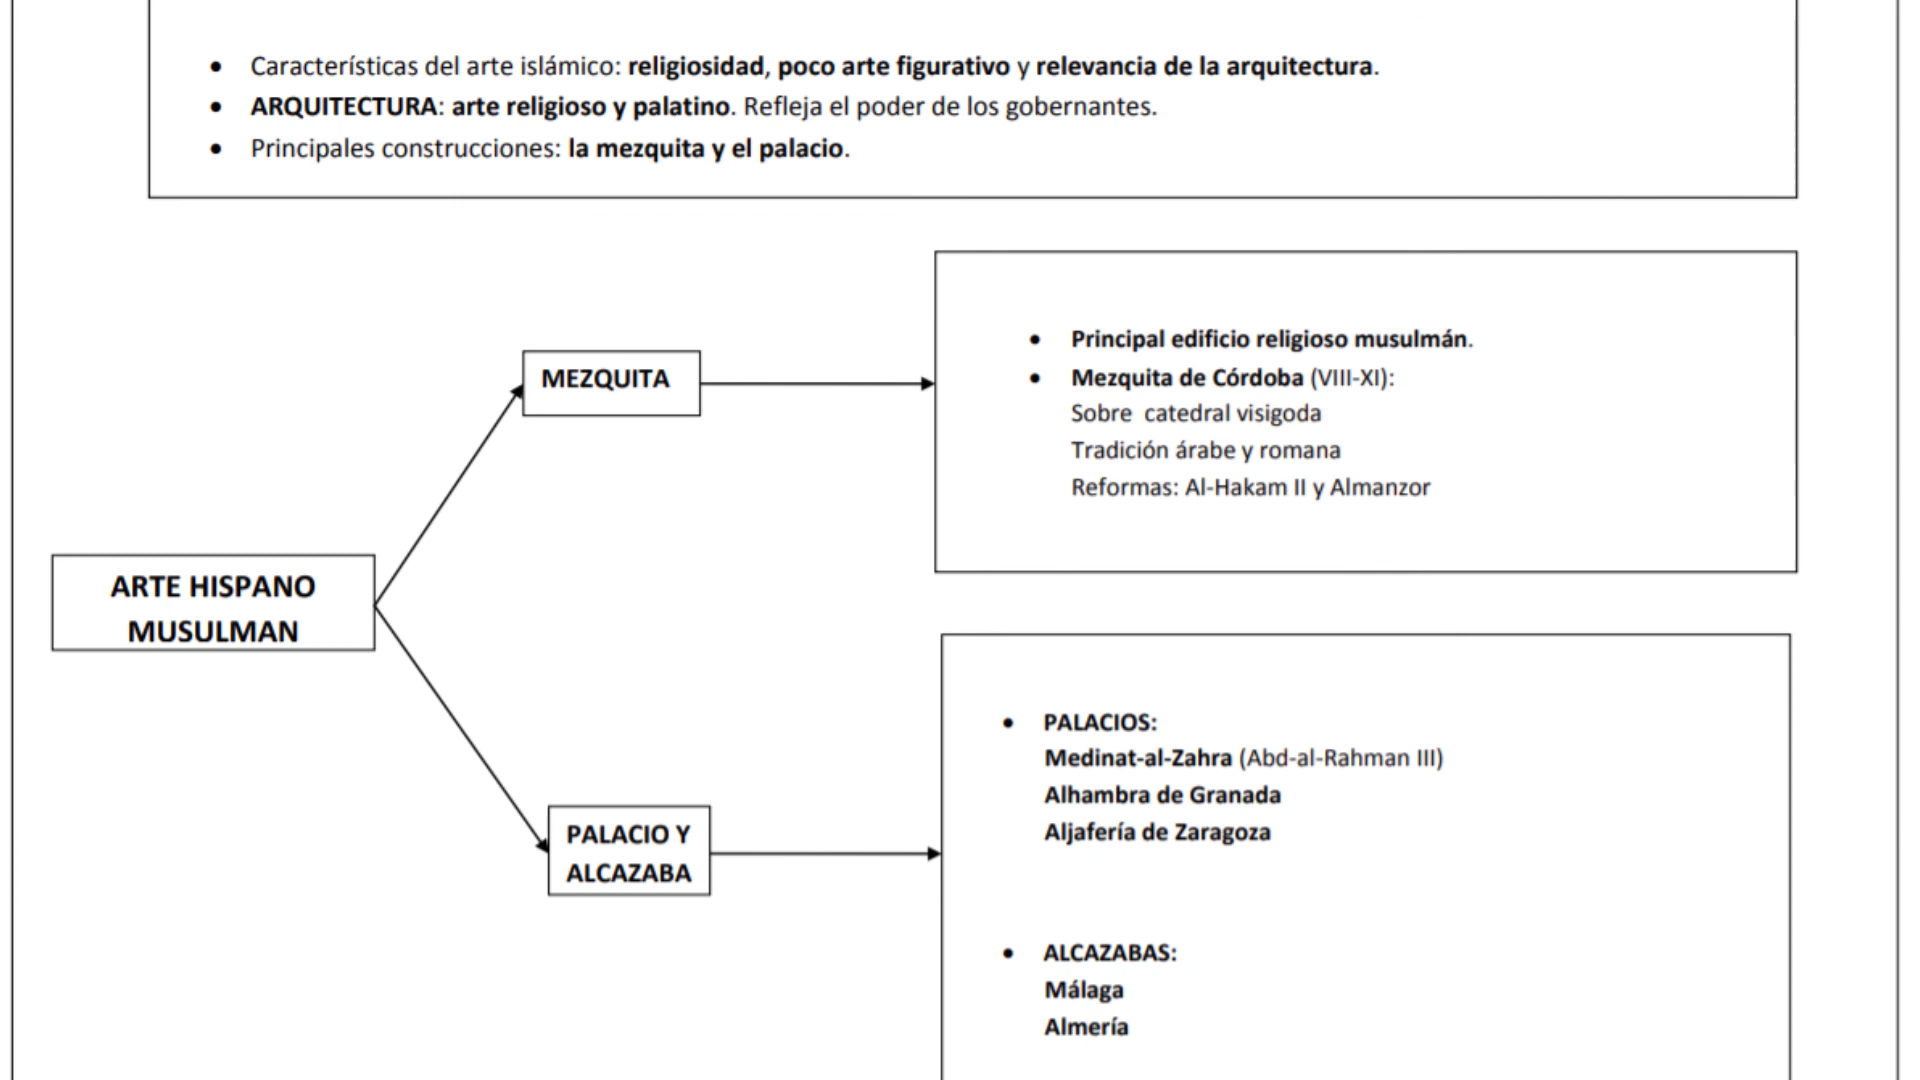 • Características del arte islámico: religiosidad, poco arte figurativo y relevancia de la arquitectura.
• ARQUITECTURA: arte religioso y palatino. Refleja el poder de los gobernantes.
• Principales construcciones: la mezquita y el palacio.
ARTE HISPANO
MUSULMAN
MEZQUITA
• Principal edificio religioso musulmán.
• Mezquita de Córdoba (VIII-XI):
Sobre catedral visigoda
Tradición árabe y romana
Reformas: Al-Hakam II y Almanzor
PALACIO Y
ALCAZABA
• PALACIOS:
Medinat-al-Zahra (Abd-al-Rahman III)
Alhambra de Granada
Aljafería de Zaragoza
• ALCAZABAS:
Málaga
Almería